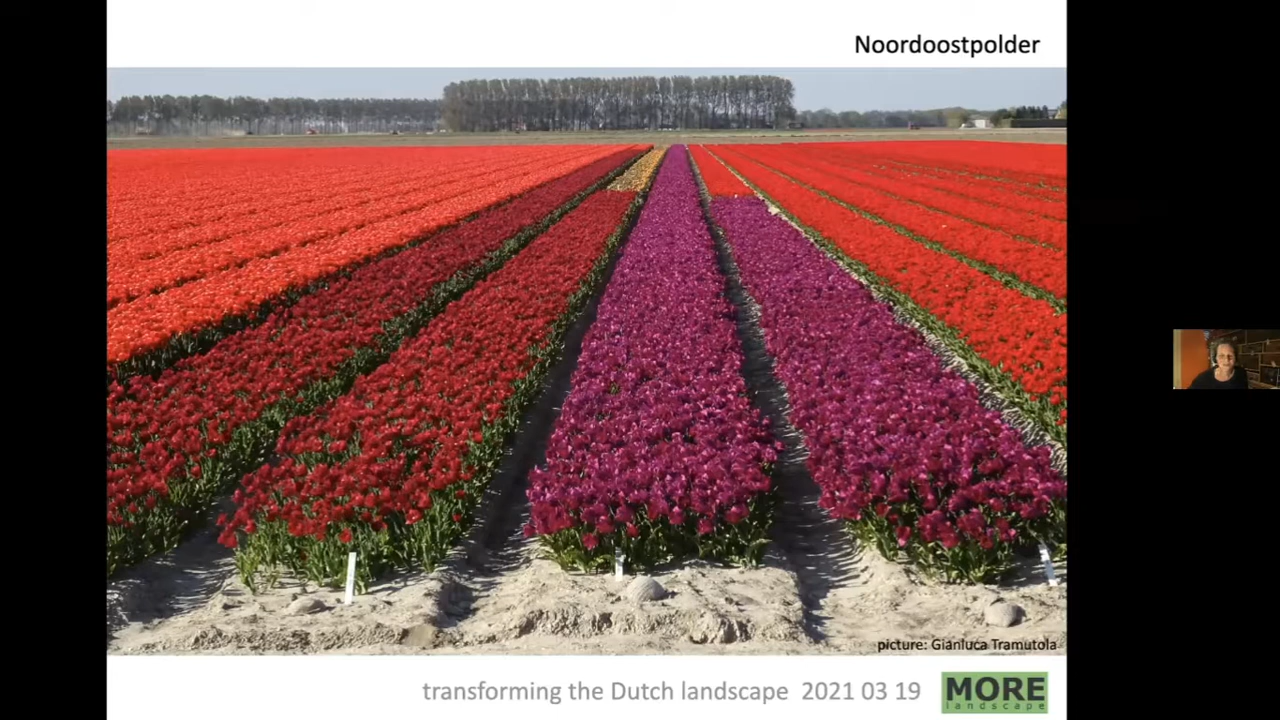 Noordoostpolder
picture: Gianluca Tramutola
transforming the Dutch landscape 2021 03 19
MORE
landscape